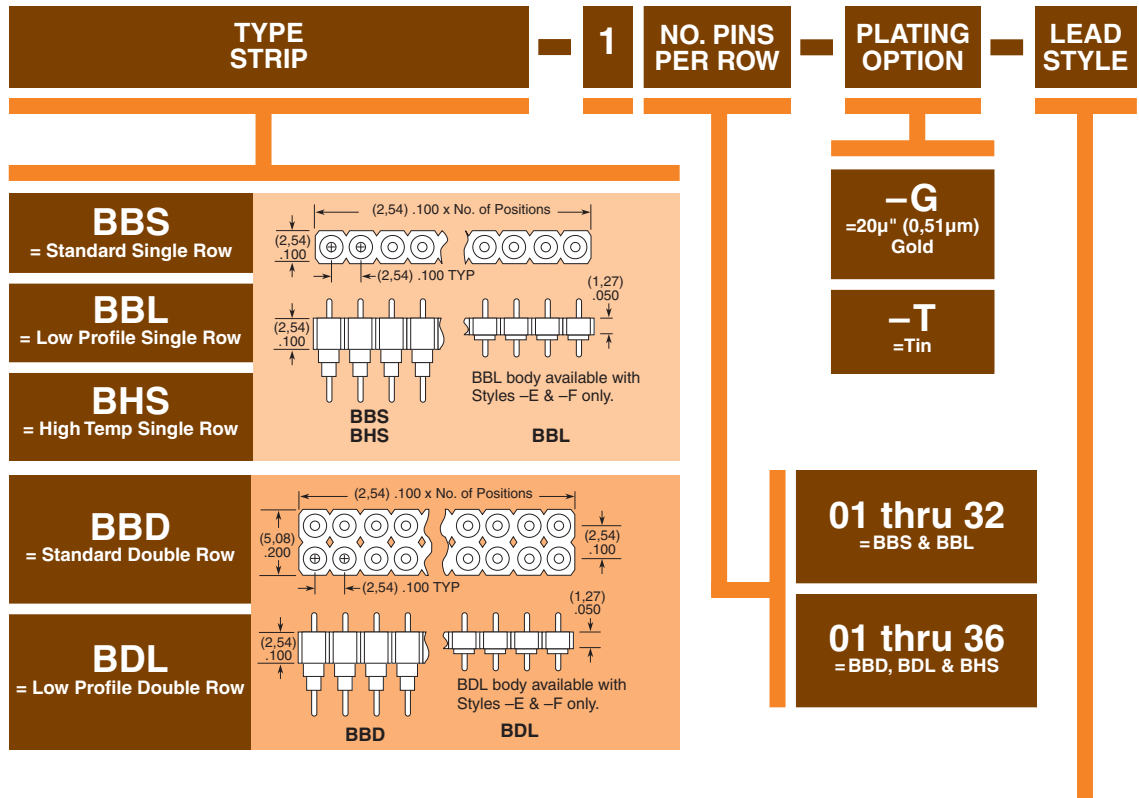 TYPE
STRIP
1
NO. PINS
PER ROW
PLATING
OPTION
LEAD
STYLE
BBS
= Standard Single Row
BBL
= Low Profile Single Row
BHS
= High Temp Single Row
(2,54) .100 x No. of Positions
(2,54)
.100
(2,54) .100 TYP
(1,27)
.050
(2,54)
.100
BBL body available with
Styles –E & –F only.
BBS
BHS
BBL
–G
=20µ" (0,51µm)
Gold
–T
=Tin
BBD
= Standard Double Row
BDL
= Low Profile Double Row
(2,54) .100 x No. of Positions
(5,08)
.200
(2,54)
.100
(2,54) .100 TYP
(1,27)
.050
(2,54)
.100
BDL body available with
Styles –E & –F only.
BBD
BDL
01 thru 32
=BBS & BBL
01 thru 36
=BBD, BDL & BHS